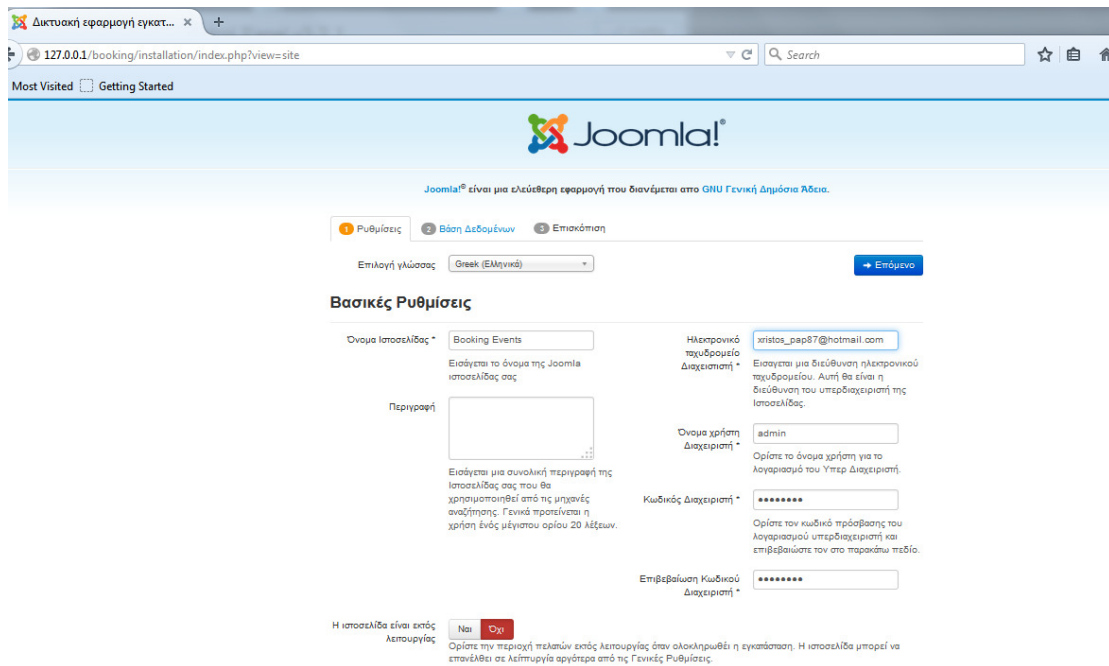 Δικτυακή εφαρμογή εγκατ... × +
127.0.0.1/booking/installation/index.php?view=site
Search
Most Visited Getting Started
Joomla!®
Joomla!® είναι μια ελεύθερη εφαρμογή που διανέμεται απο GNU Γενική Δημόσια Άδεια.
1 Ρυθμίσεις 2 Βάση Δεδομένων 3 Επισκόπιση
Επιλογή γλώσσας Greek (Ελληνικά) Επόμενο
Βασικές Ρυθμίσεις
Όνομα Ιστοσελίδας * Booking Events
Εισάγεται το όνομα της Joomla
ιστοσελίδας σας
Περιγραφή
Εισάγεται μια συνολική περιγραφή της
Ιστοσελίδας σας που θα
χρησιμοποιηθεί από τις μηχανές
αναζήτησης. Γενικά προτείνεται η
χρήση ένός μέγιστου ορίου 20 λέξεων.
Ηλεκτρονικό
ταχυδρομείο
Διαχειστιστή *
xristos_pap87@hotmail.com
Εισαγεται μια διεύθυνση ηλεκτρονικού
ταχυδρομείου. Αυτή θα είναι η
διεύθυνση του υπερδιαχειριστή της
Ιστοσελίδας.
Όνομα χρήστη
Διαχειριστή *
admin
Ορίστε το όνομα χρήστη για το
λογαριασμό του Υπερ Διαχειριστή.
Κωδικός Διαχειριστή * ••••••••
Ορίστε τον κωδικό πρόσβασης του
λογαριασμού υπερδιαχειριστή και
επιβεβαιώστε τον στο παρακάτω πεδίο.
Επιβεβαίωση Κωδικού
Διαχειριστή *
••••••••
Η ιστοσελίδα είναι εκτός
λειτουργίας
Ναι Όχι
Ορίστε την περιοχή πελατών εκτός λειτουργίας όταν ολοκληρωθεί η εγκατάσταση. Η ιστοσελίδα μπορεί να
επανέλθει σε λείπτυργία αργότερα από τις Γενικές Ρυθμίσεις.